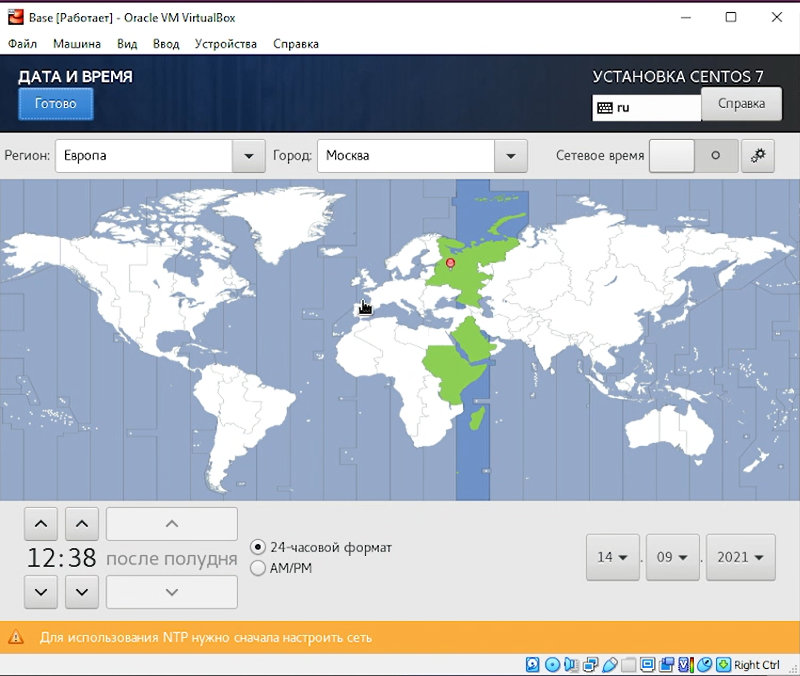 Base [Работает] - Oracle VM VirtualBox
Файл Машина Вид Ввод Устройства Справка
ДАТА И ВРЕМЯ
УСТАНОВКА CENTOS 7
Готово
ru
Справка
Регион: Европа Город: Москва Сетевое время
12:38 после полудня
24-часовой формат
AM/PM
14 . 09 . 2021
Для использования NTP нужно сначала настроить сеть
Right Ctrl